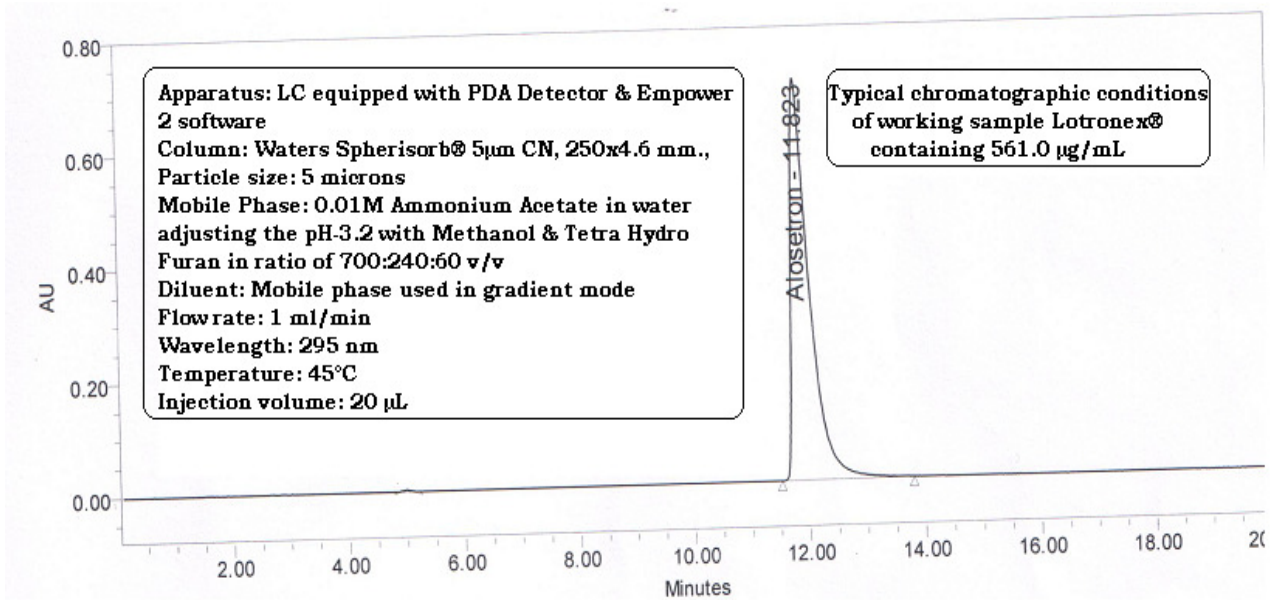 0.80
0.60
0.40
0.20
0.00
AU
Apparatus: LC equipped with PDA Detector & Empower
2 software
Column: Waters Spherisorb® 5μm CN, 250x4.6 mm.,
Particle size: 5 microns
Mobile Phase: 0.01M Ammonium Acetate in water
adjusting the pH-3.2 with Methanol & Tetra Hydro
Furan in ratio of 700:240:60 v/v
Diluent: Mobile phase used in gradient mode
Flow rate: 1 ml/min
Wavelength: 295 nm
Temperature: 45°C
Injection volume: 20 μL
Alosetron - 11.823
Typical chromatographic conditions
of working sample Lotronex®
containing 561.0 μg/mL
2.00 4.00 6.00 8.00 10.00 12.00 14.00 16.00 18.00 20
Minutes